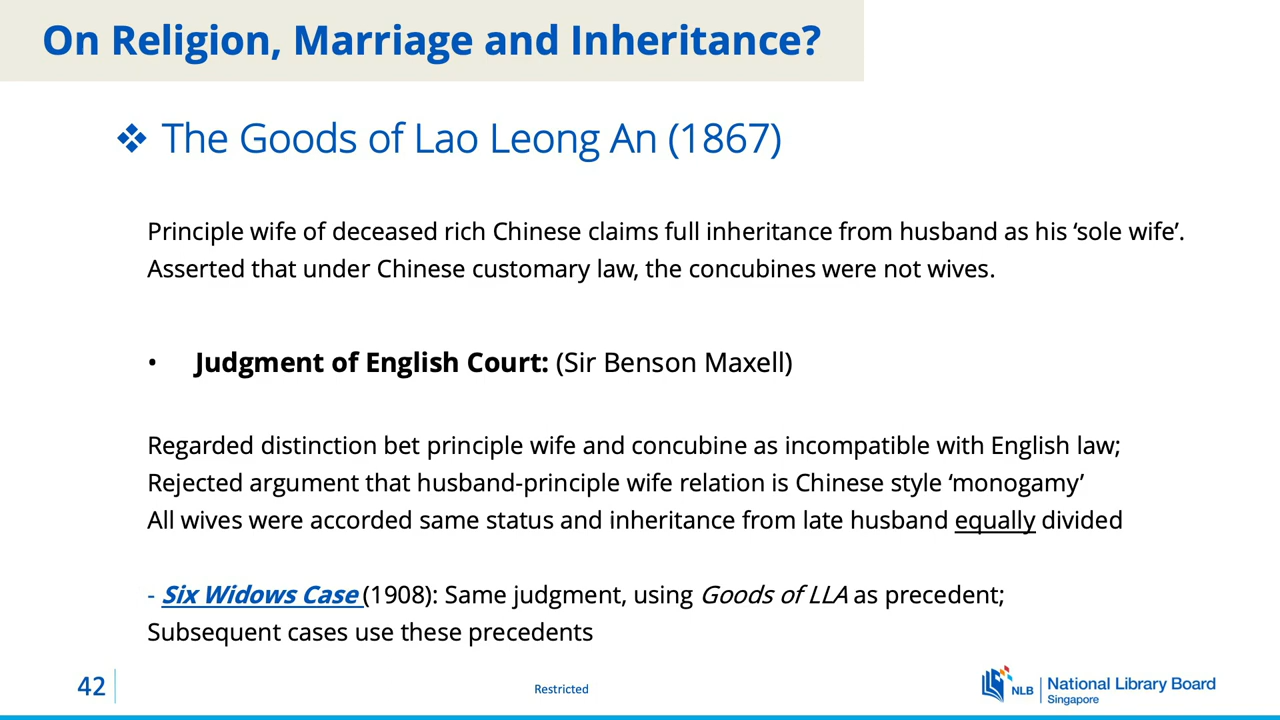 On Religion, Marriage and Inheritance?
❖ The Goods of Lao Leong An (1867)
Principle wife of deceased rich Chinese claims full inheritance from husband as his ‘sole wife’.
Asserted that under Chinese customary law, the concubines were not wives.
• Judgment of English Court: (Sir Benson Maxell)
Regarded distinction bet principle wife and concubine as incompatible with English law;
Rejected argument that husband-principle wife relation is Chinese style ‘monogamy’
All wives were accorded same status and inheritance from late husband equally divided
- Six Widows Case (1908): Same judgment, using Goods of LLA as precedent;
Subsequent cases use these precedents
42
Restricted
NLB
National Library Board
Singapore